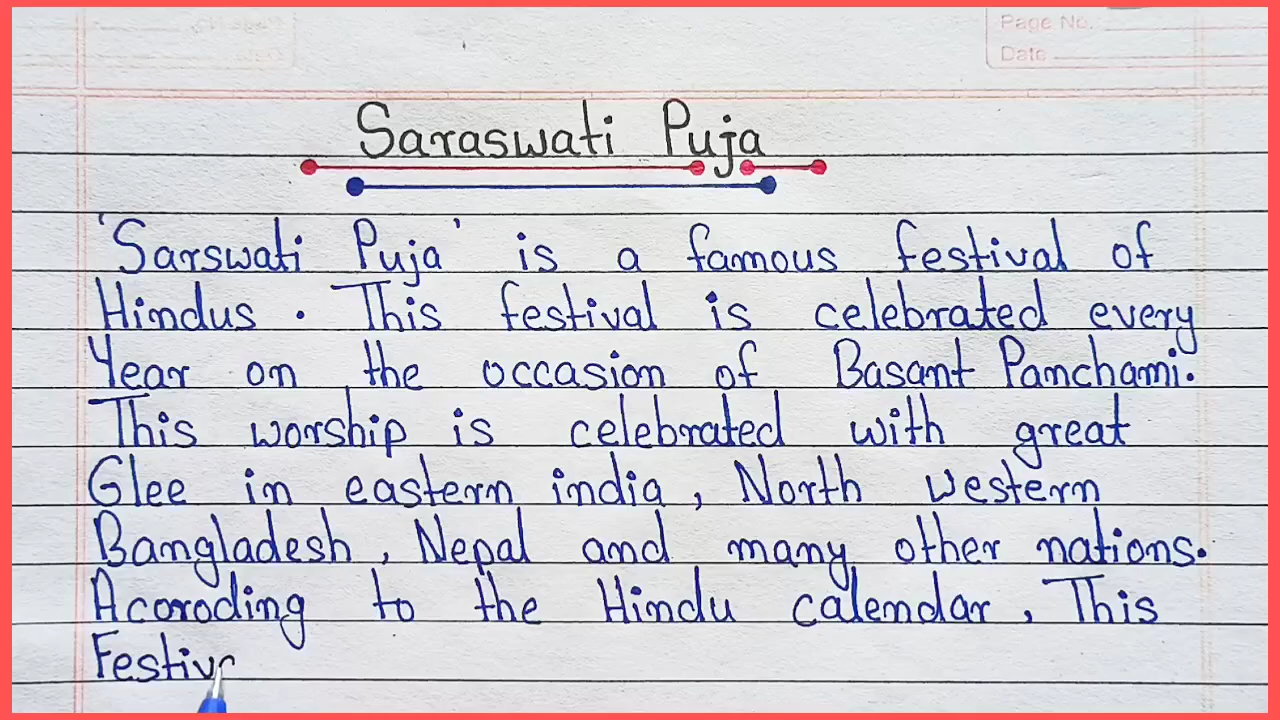 Page No.
Date
Saraswati Puja
'Sarswati Puja' is a famous festival of
Hindus. This festival is celebrated every
Year on the occasion of Basant Panchami.
This worship is celebrated with great
Glee in eastern india, North western
Bangladesh, Nepal and many other nations.
Acoroding to the Hindu calendar, This
Festiva